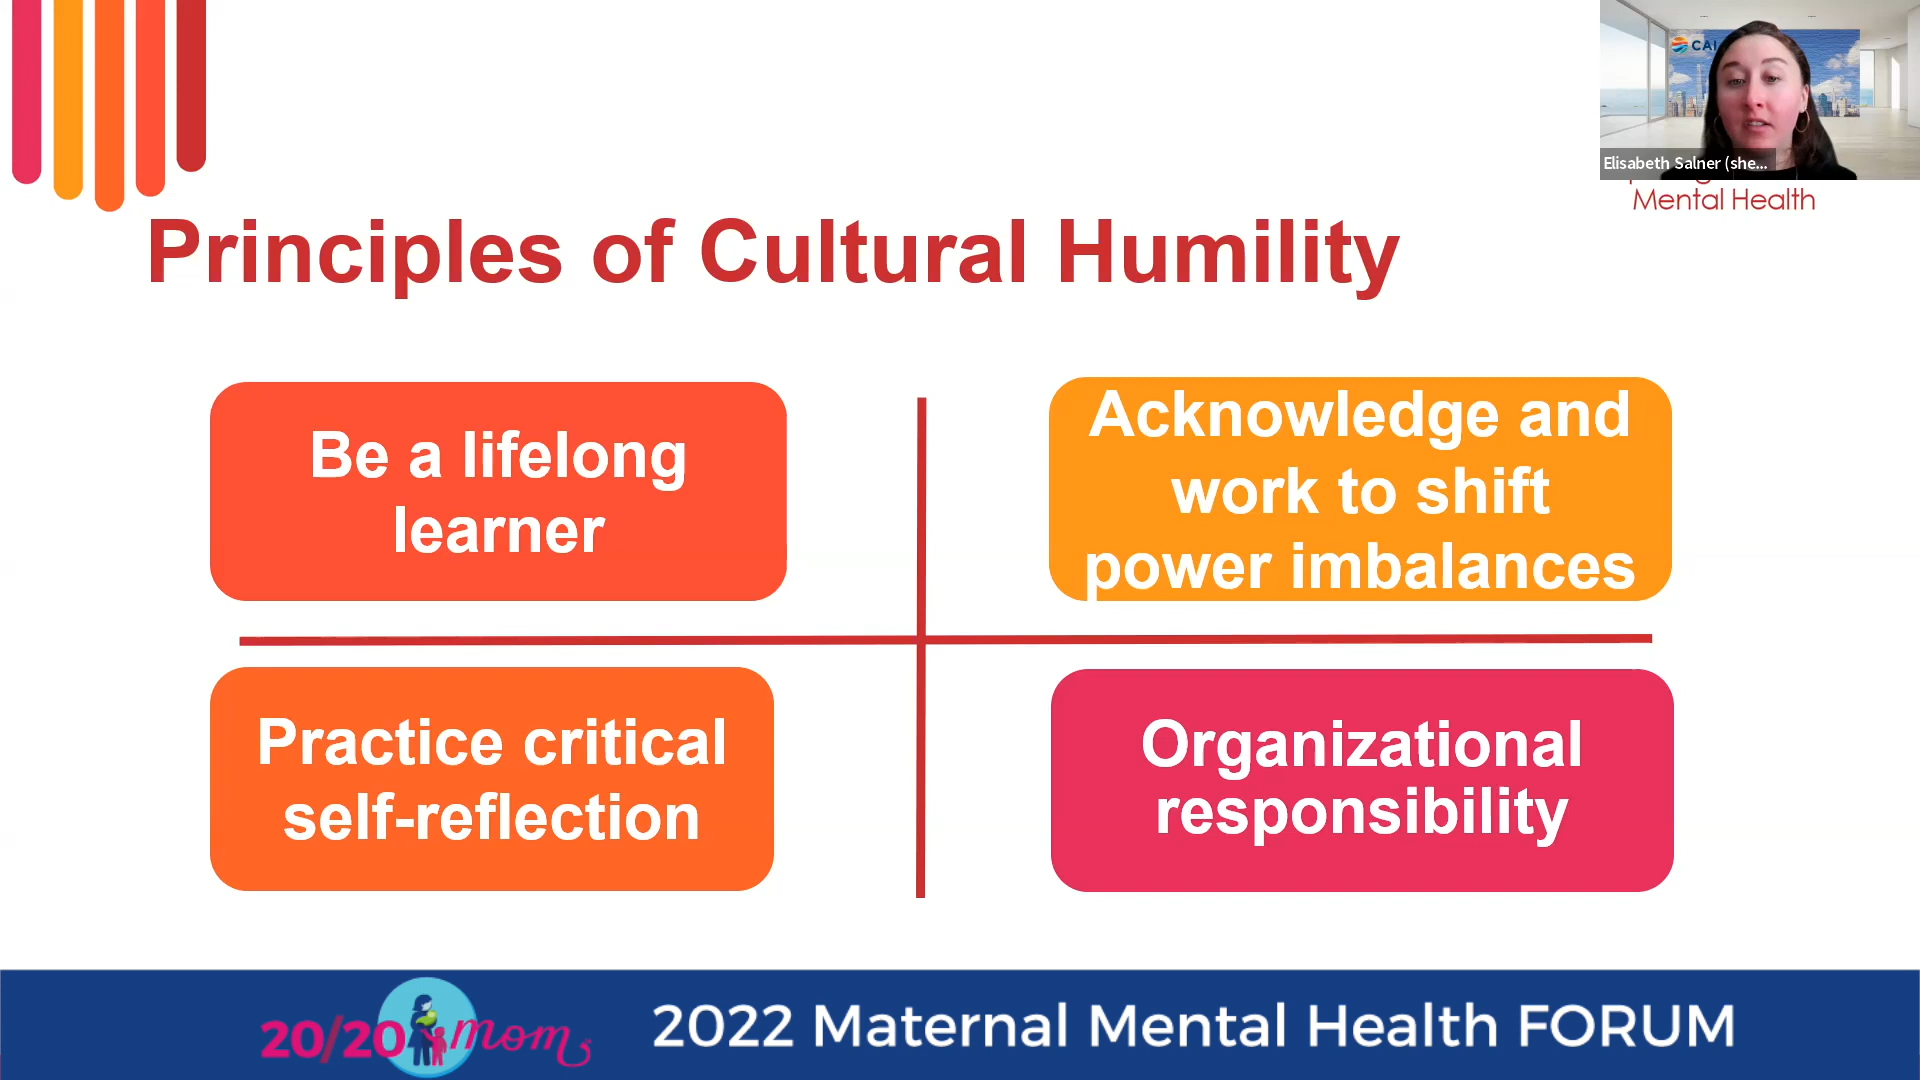 CAI
Elisabeth Salner (she...
Mental Health
Principles of Cultural Humility
Be a lifelong
learner
Acknowledge and
work to shift
power imbalances
Practice critical
self-reflection
Organizational
responsibility
20/20 mom
2022 Maternal Mental Health FORUM